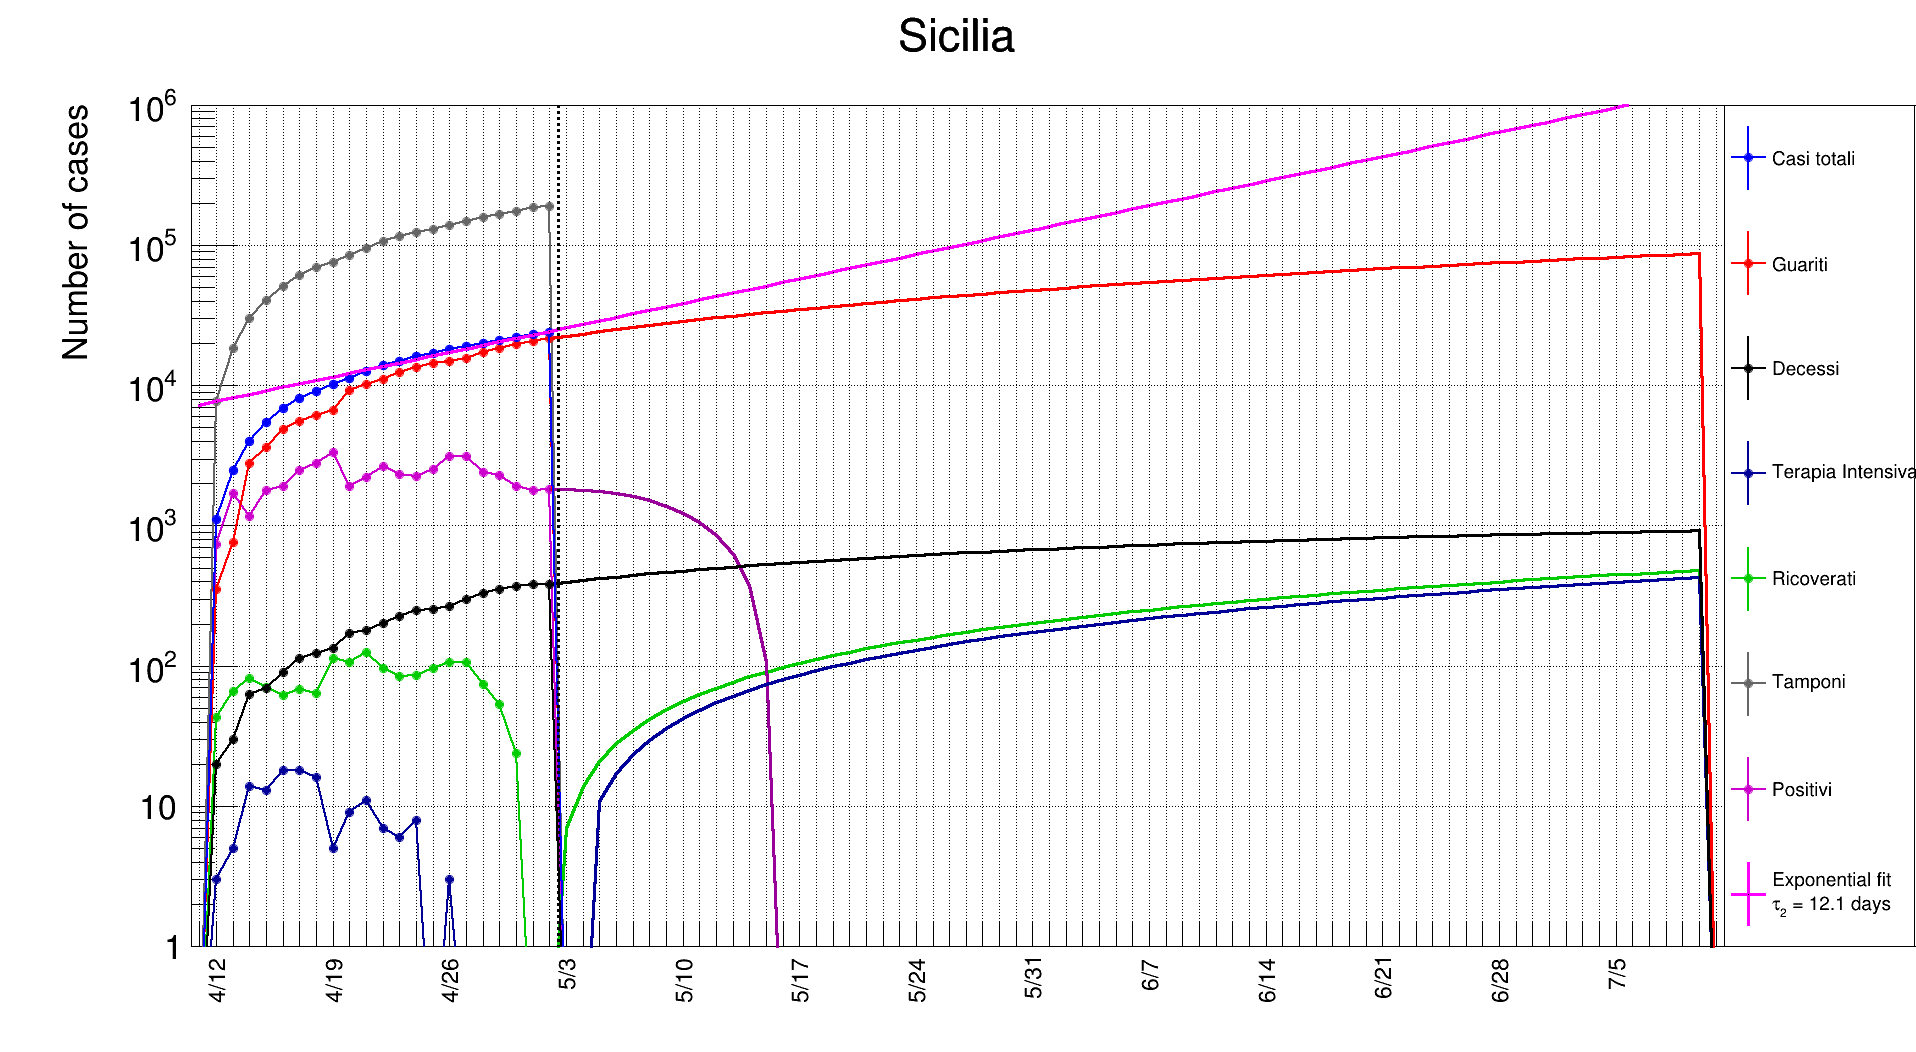 Sicilia
Number of cases
10^6
10^5
10^4
10^3
10^2
10
1
4/12
4/19
4/26
5/3
5/10
5/17
5/24
5/31
6/7
6/14
6/21
6/28
7/5
Casi totali
Guariti
Decessi
Terapia Intensiva
Ricoverati
Tamponi
Positivi
Exponential fit
τ_2 = 12.1 days